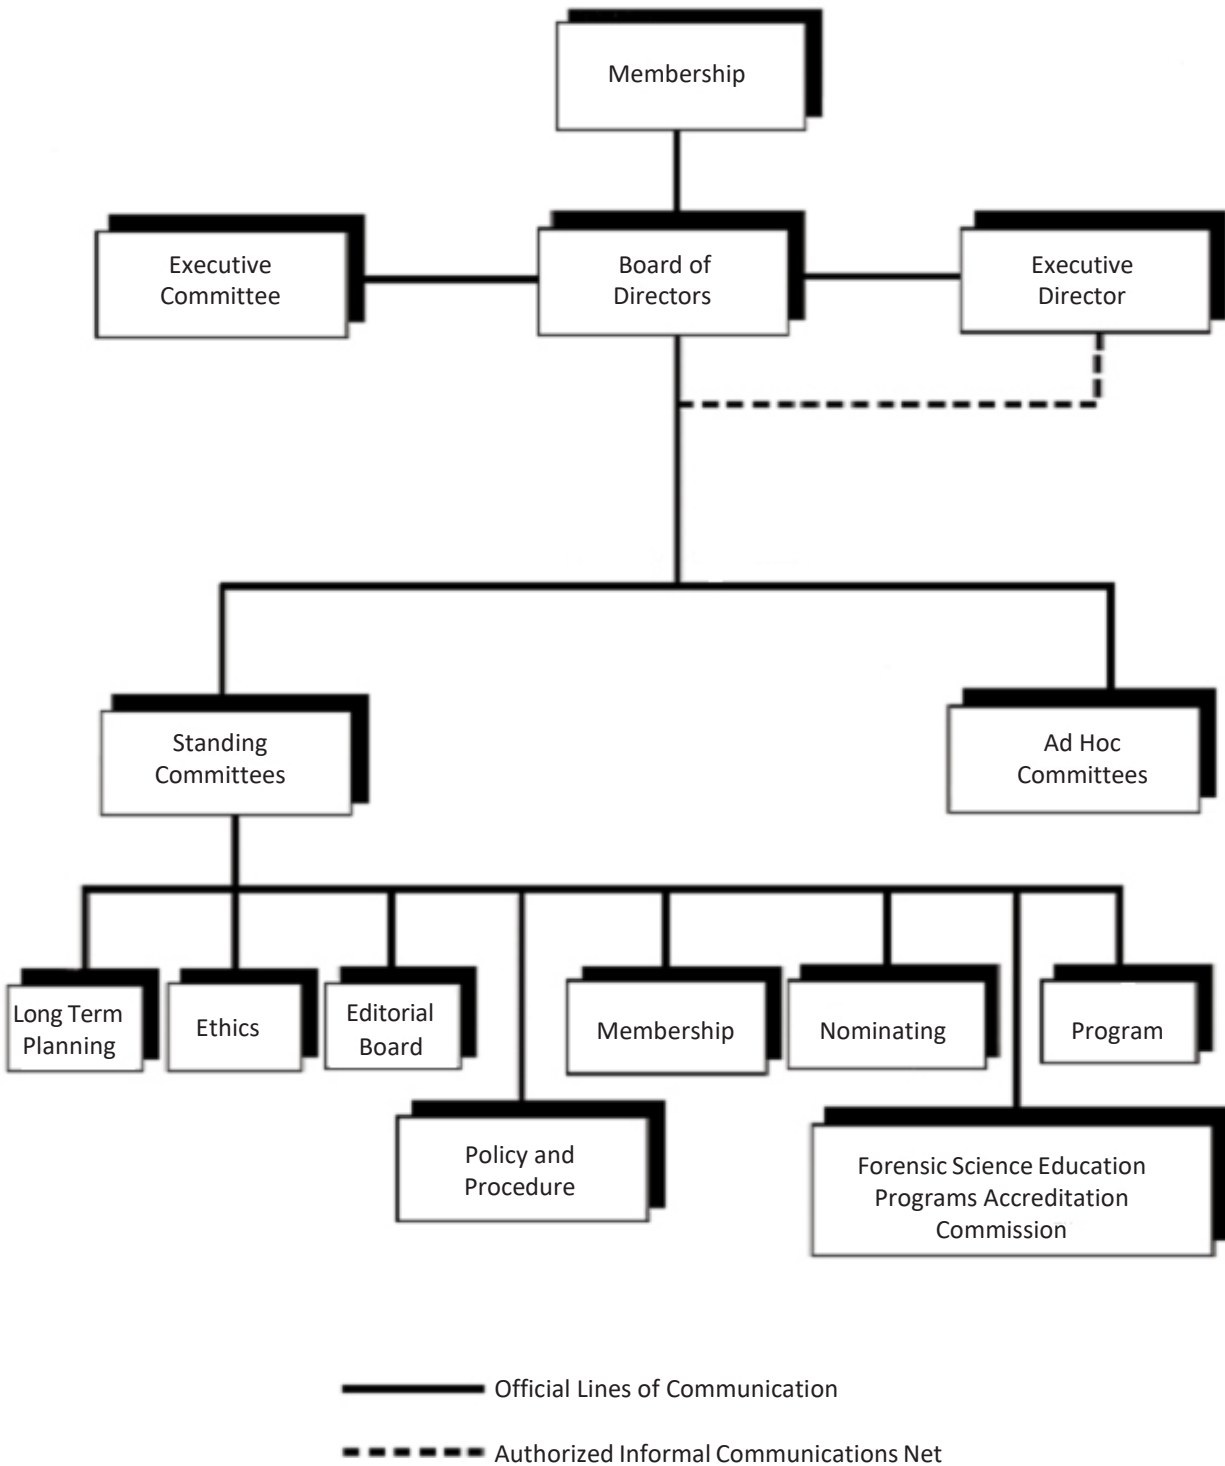 Membership
Executive
Committee
Board of
Directors
Executive
Director
Standing
Committees
Ad Hoc
Committees
Long Term
Planning
Ethics
Editorial
Board
Membership
Nominating
Program
Policy and
Procedure
Forensic Science Education
Programs Accreditation
Commission
Official Lines of Communication
Authorized Informal Communications Net